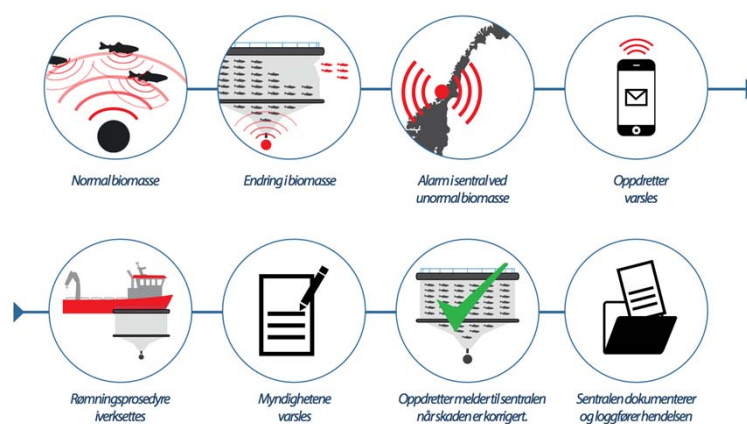 Normal biomasse
Endring i biomasse
Alarm i sentral ved
unormal biomasse
Oppdretter
varsles
Rømningsprosedyre
iverksettes
Myndighetene
varsles
Oppdretter melder til sentralen
når skaden er korrigert.
Sentralen dokumenterer
og loggfører hendelsen